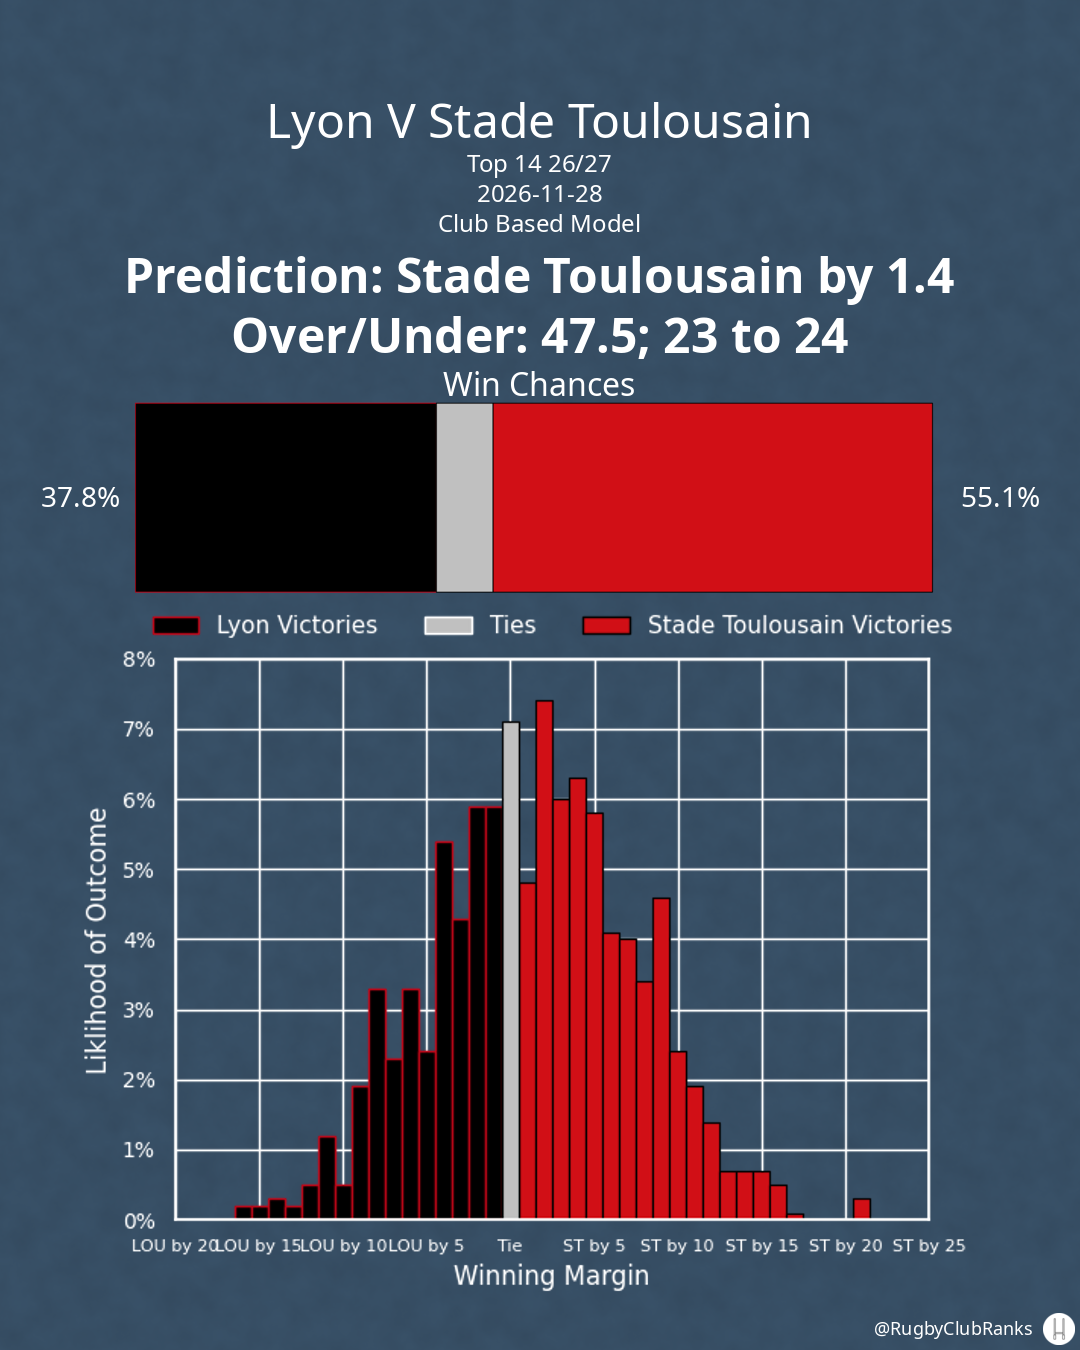 Lyon V Stade Toulousain
Top 14 26/27
2026-11-28
Club Based Model
Prediction: Stade Toulousain by 1.4
Over/Under: 47.5; 23 to 24
Win Chances
37.8%
55.1%
Lyon Victories
Ties
Stade Toulousain Victories
8%
7%
6%
5%
4%
3%
2%
1%
0%
Liklihood of Outcome
LOU by 20
LOU by 15
LOU by 10
LOU by 5
Tie
ST by 5
ST by 10
ST by 15
ST by 20
ST by 25
Winning Margin
@RugbyClubRanks